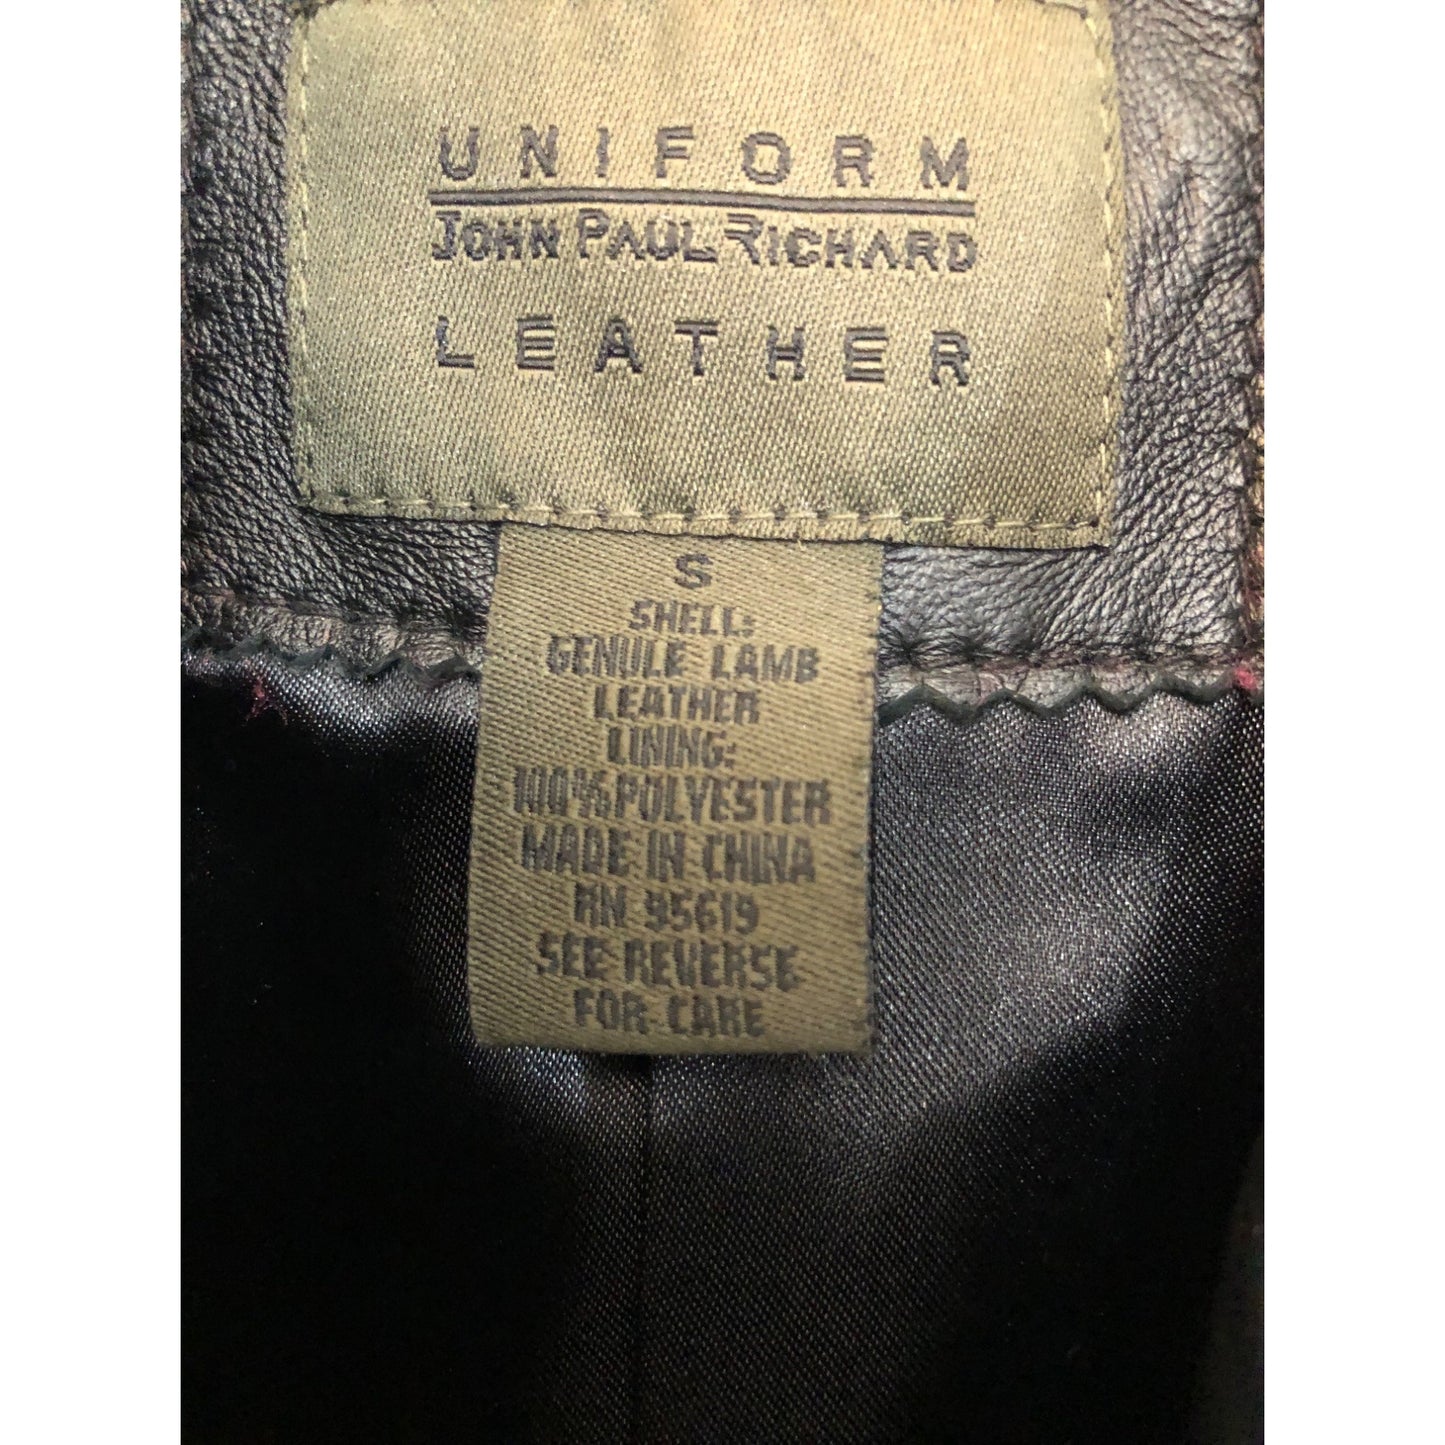 UNIFORM
JOHN PAUL RICHARD
LEATHER
S
SHELL:
GENUILE LAMB
LEATHER
LINING:
100% POLYESTER
MADE IN CHINA
RN 95619
SEE REVERSE
FOR CARE